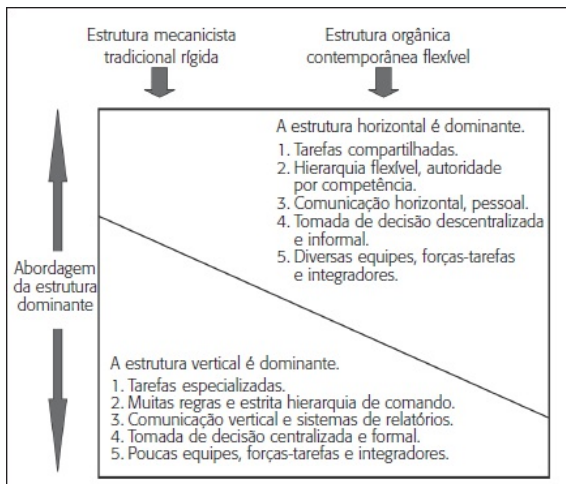 Estrutura mecanicista
tradicional rígida
Estrutura orgânica
contemporânea flexível
A estrutura horizontal é dominante.
1. Tarefas compartilhadas.
2. Hierarquia flexível, autoridade
por competência.
3. Comunicação horizontal, pessoal.
4. Tomada de decisão descentralizada
e informal.
5. Diversas equipes, forças-tarefas
e integradores.
Abordagem
da estrutura
dominante
A estrutura vertical é dominante.
1. Tarefas especializadas.
2. Muitas regras e estrita hierarquia de comando.
3. Comunicação vertical e sistemas de relatórios.
4. Tomada de decisão centralizada e formal.
5. Poucas equipes, forças-tarefas e integradores.